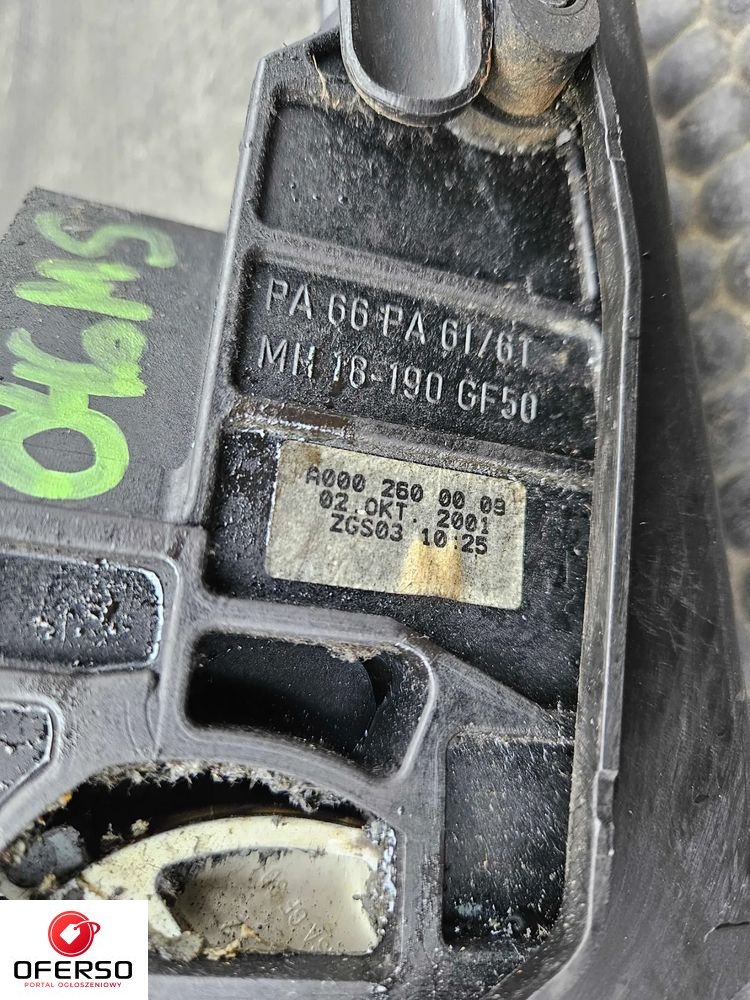 PA 66 PA 6I/6T
MH 18-190 GF50
A000 260 00 09
02.OKT. 2001
ZGS03 10:25
OFERSO
PORTAL OGŁOSZENIOWY